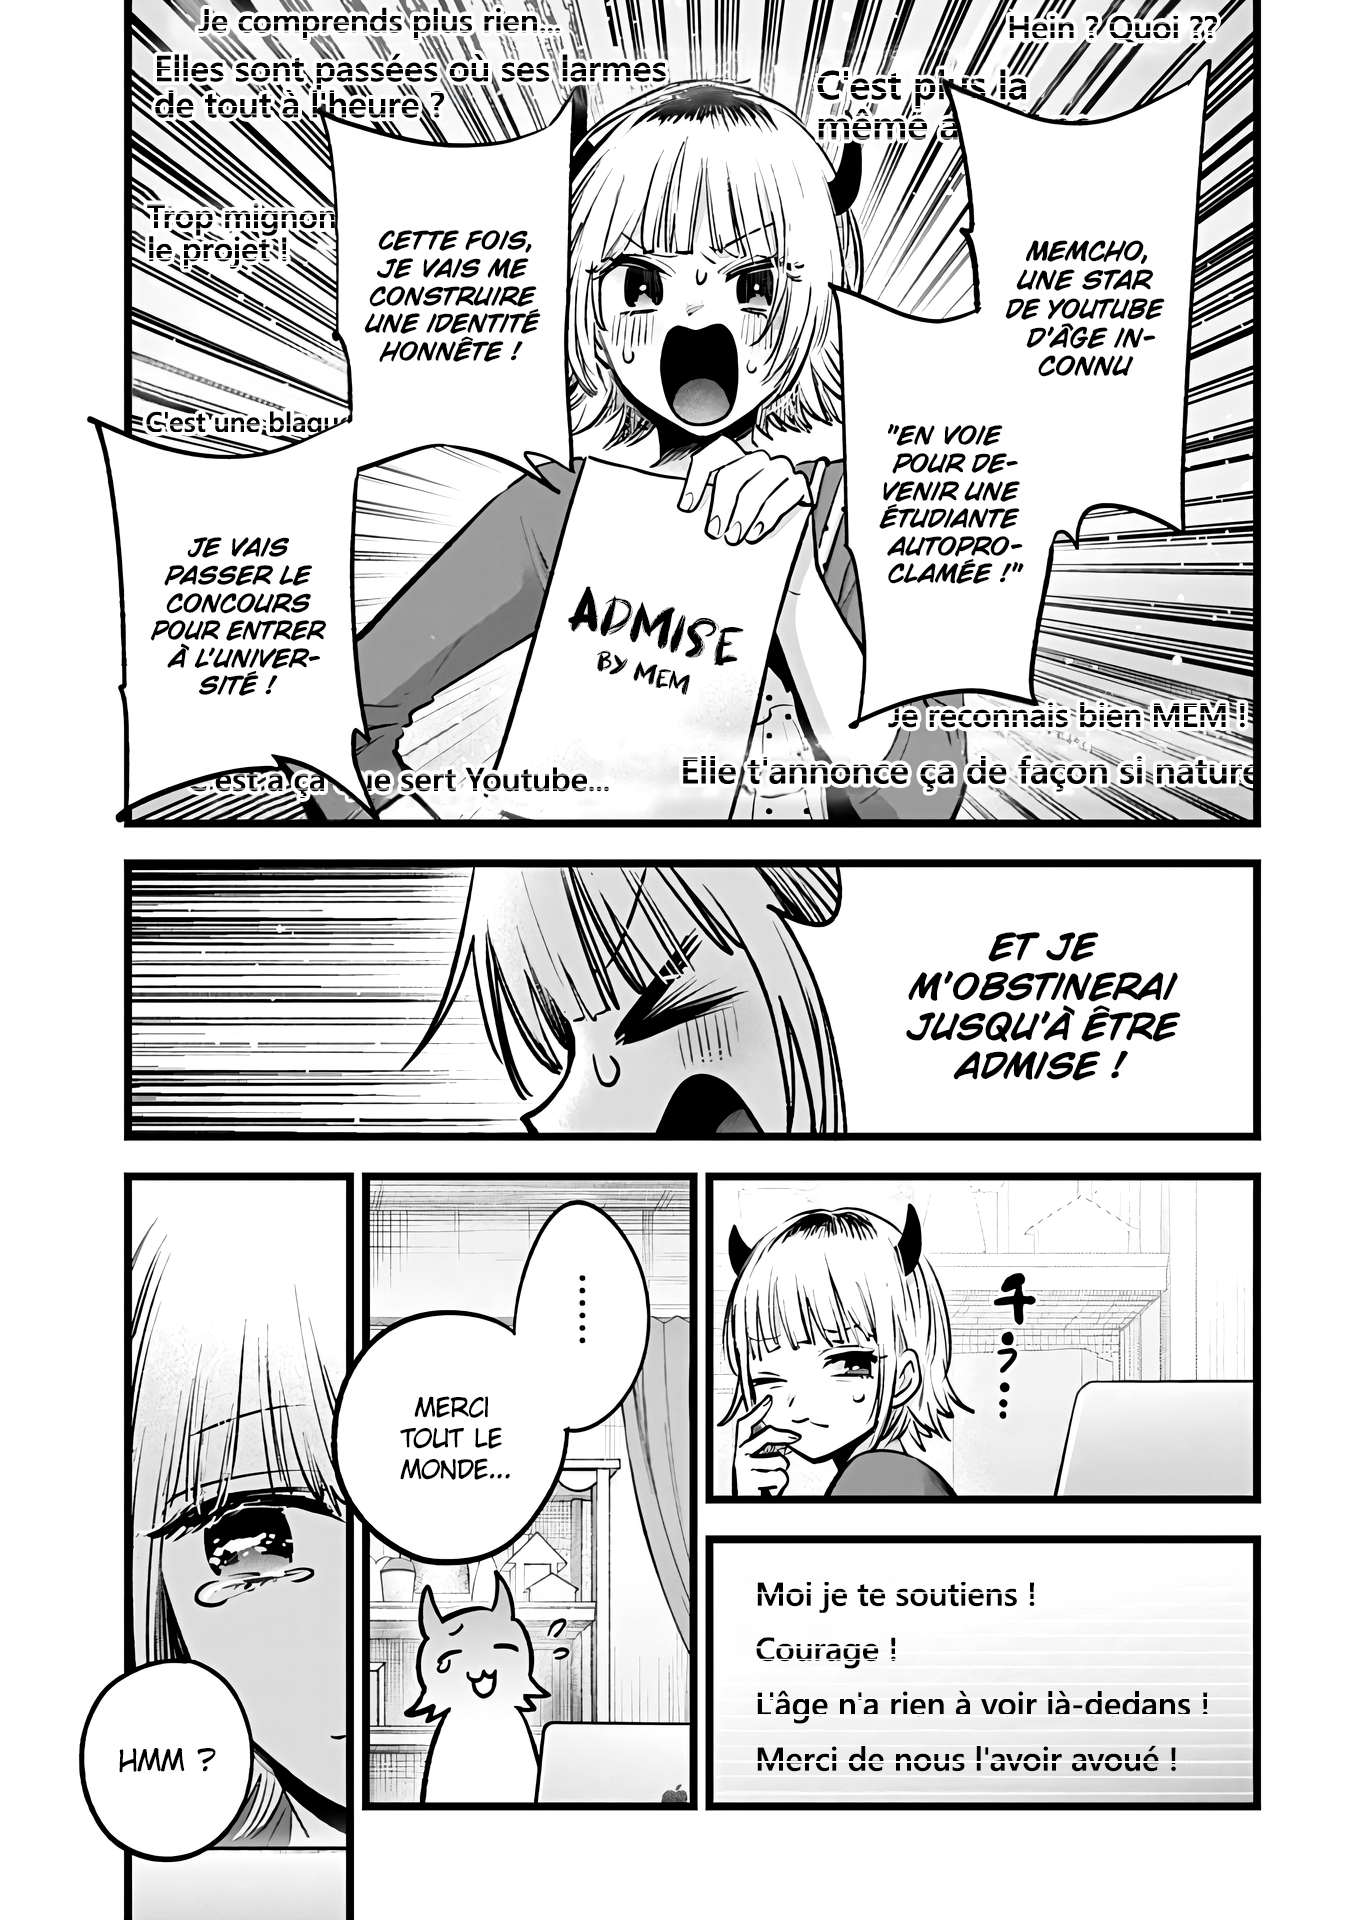 Je comprends plus rien...
Hein ? Quoi ??
Elles sont passées où ses larmes
de tout à l'heure ?
C'est plus la
même
MEMCHO,
UNE STAR
DE YOUTUBE
D'ÂGE IN-
CONNU
"EN VOIE
POUR DE-
VENIR UNE
ÉTUDIANTE
AUTOPRO-
CLAMÉE !"
CETTE FOIS,
JE VAIS ME
CONSTRUIRE
UNE IDENTITÉ
HONNÊTE !
Trop mignon
le projet !
C'est une blague
JE VAIS
PASSER LE
CONCOURS
POUR ENTRER
À L'UNIVER-
SITÉ !
ADMISE
BY MEM
Je reconnais bien MEM !
Elle t'annonce ça de façon si nature
C'est à ça que sert Youtube...
ET JE
M'OBSTINERAI
JUSQU'À ÊTRE
ADMISE !
チラ...
Moi je te soutiens !
Courage !
L'âge n'a rien à voir là-dedans !
Merci de nous l'avoir avoué !
......
MERCI
TOUT LE
MONDE...
HMM ?